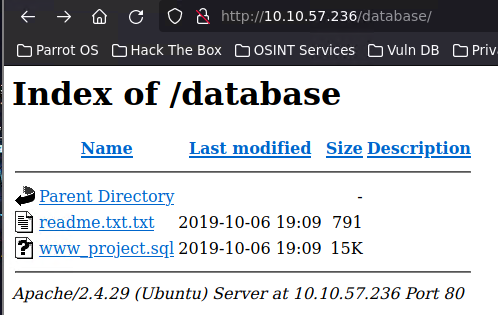 http://10.10.57.236/database/
Parrot OS Hack The Box OSINT Services Vuln DB Priva
Index of /database
Name Last modified Size Description
Parent Directory -
readme.txt.txt 2019-10-06 19:09 791
www_project.sql 2019-10-06 19:09 15K
Apache/2.4.29 (Ubuntu) Server at 10.10.57.236 Port 80